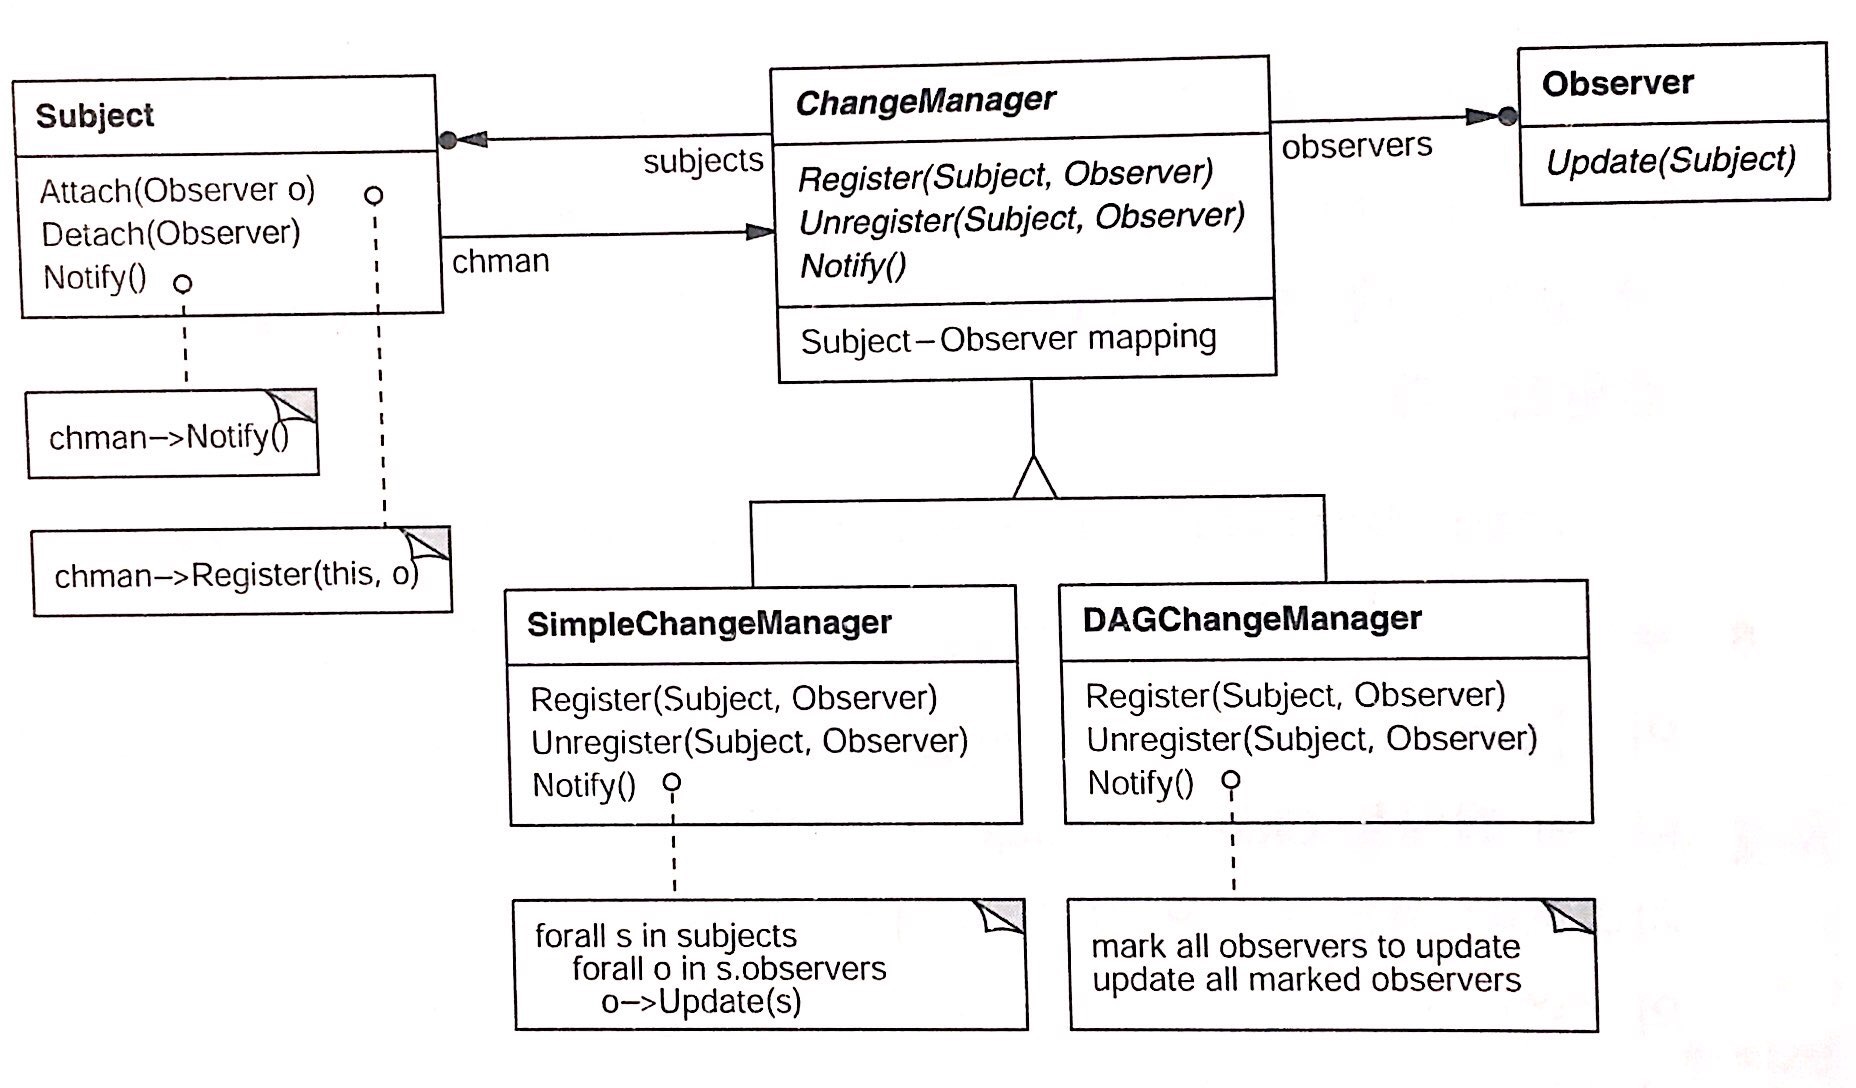 Subject
Attach(Observer o)
Detach(Observer)
Notify()
chman->Notify()
chman->Register(this, o)
subjects
chman
ChangeManager
Register(Subject, Observer)
Unregister(Subject, Observer)
Notify()
Subject–Observer mapping
observers
Observer
Update(Subject)
SimpleChangeManager
Register(Subject, Observer)
Unregister(Subject, Observer)
Notify()
forall s in subjects
forall o in s.observers
o->Update(s)
DAGChangeManager
Register(Subject, Observer)
Unregister(Subject, Observer)
Notify()
mark all observers to update
update all marked observers